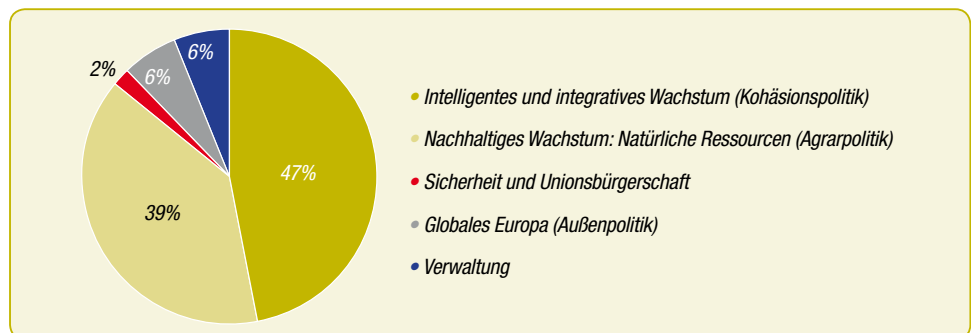 6%
2%
6%
47%
39%
Intelligentes und integratives Wachstum (Kohäsionspolitik)
Nachhaltiges Wachstum: Natürliche Ressourcen (Agrarpolitik)
Sicherheit und Unionsbürgerschaft
Globales Europa (Außenpolitik)
Verwaltung